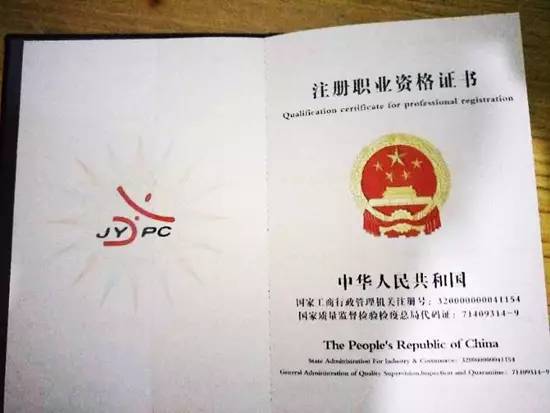 JY PC
注册职业资格证书
Qualification certificate for professional registration
中华人民共和国
国家工商行政管理机关注册号：320000000041154
国家质量监督检验检疫总局代码证：71409314-9
The People's Republic of China
State Administration For Industry & Commerce: 320000000041154
General Administration of Quality Supervision,Inspection and Quarantine: 71409314-9